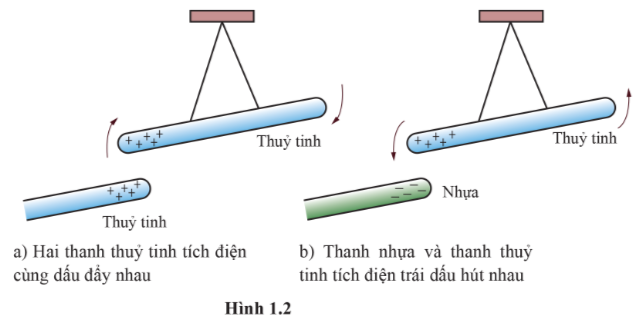 Thuỷ tinh
Thuỷ tinh
Nhựa
Thuỷ tinh
a) Hai thanh thuỷ tinh tích điện
cùng dấu đẩy nhau
b) Thanh nhựa và thanh thuỷ
tinh tích điện trái dấu hút nhau
Hình 1.2